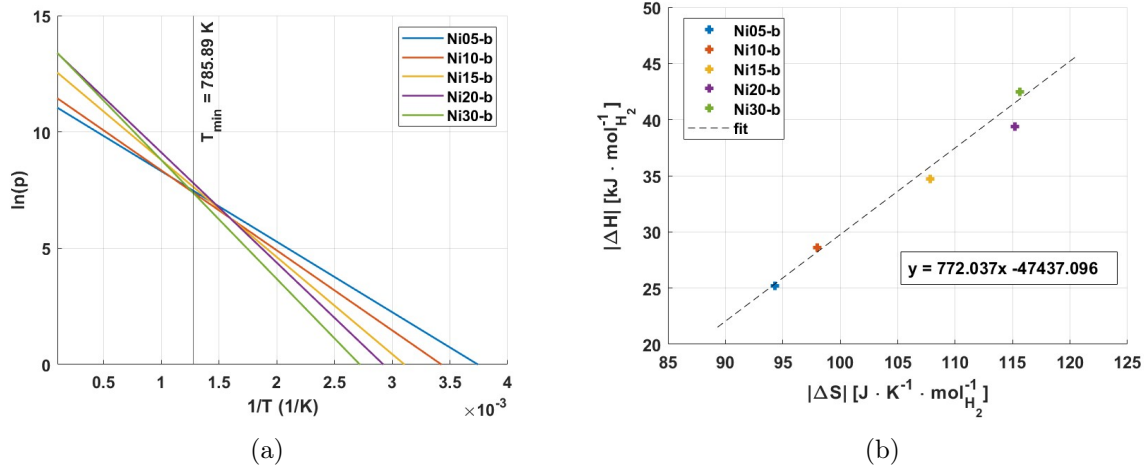 15
10
5
0
ln(p)
0.5
1
1.5
2
2.5
3
3.5
4
×10⁻³
1/T (1/K)
T_min = 785.89 K
Ni05-b
Ni10-b
Ni15-b
Ni20-b
Ni30-b
(a)
50
45
40
35
30
25
20
|ΔH| [kJ · mol⁻¹_H₂]
85
90
95
100
105
110
115
120
125
|ΔS| [J · K⁻¹ · mol⁻¹_H₂]
Ni05-b
Ni10-b
Ni15-b
Ni20-b
Ni30-b
fit
y = 772.037x -47437.096
(b)